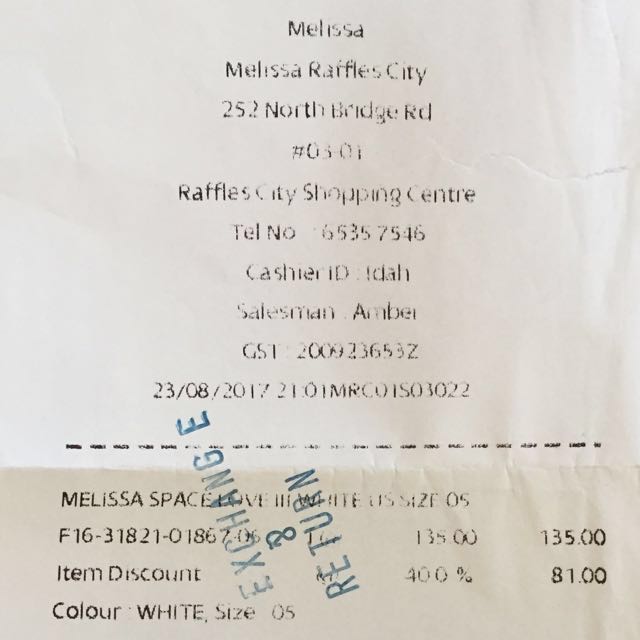 Melissa
Melissa Raffles City
252 North Bridge Rd
#03-01
Raffles City Shopping Centre
Tel No : 6535 7546
Cashier ID : Idah
Salesman : Amber
GST : 200923653Z
23/08/2017 21:01 MRC01S03022
MELISSA SPACE LOVE III WHITE US SIZE 05
F16-31821-01867-05 135.00 135.00
Item Discount 40.0 % 81.00
Colour : WHITE, Size : 05
EXCHANGE
&
RETURN